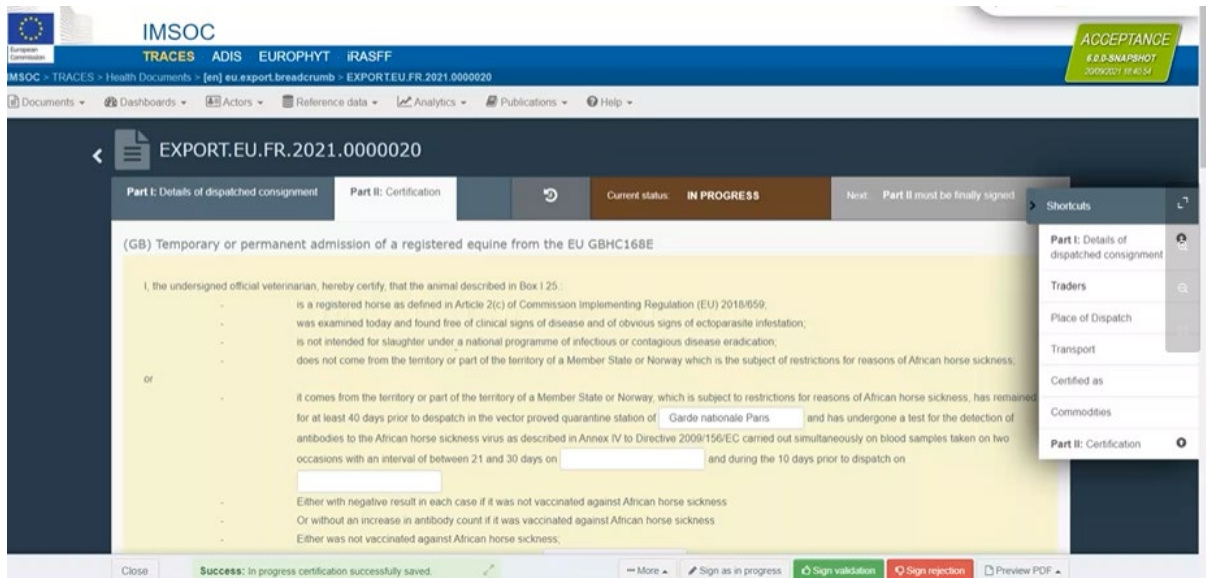 European
Commission
IMSOC
TRACES ADIS EUROPHYT iRASFF
IMSOC > TRACES > Health Documents > [en] eu.export.breadcrumb > EXPORT.EU.FR.2021.0000020
ACCEPTANCE
6.0.0-SNAPSHOT
Documents Dashboards Actors Reference data Analytics Publications Help
EXPORT.EU.FR.2021.0000020
Part I: Details of dispatched consignment Part II: Certification Current status: IN PROGRESS Next: Part II must be finally signed
(GB) Temporary or permanent admission of a registered equine from the EU GBHC168E
I, the undersigned official veterinarian, hereby certify, that the animal described in Box I.25.:
- is a registered horse as defined in Article 2(c) of Commission Implementing Regulation (EU) 2018/659;
- was examined today and found free of clinical signs of disease and of obvious signs of ectoparasite infestation;
- is not intended for slaughter under a national programme of infectious or contagious disease eradication;
- does not come from the territory or part of the territory of a Member State or Norway which is the subject of restrictions for reasons of African horse sickness;
or
- it comes from the territory or part of the territory of a Member State or Norway, which is subject to restrictions for reasons of African horse sickness, has remained
for at least 40 days prior to despatch in the vector proved quarantine station of Garde nationale Paris and has undergone a test for the detection of
antibodies to the African horse sickness virus as described in Annex IV to Directive 2009/156/EC carried out simultaneously on blood samples taken on two
occasions with an interval of between 21 and 30 days on and during the 10 days prior to dispatch on
- Either with negative result in each case if it was not vaccinated against African horse sickness
- Or without an increase in antibody count if it was vaccinated against African horse sickness
- Either was not vaccinated against African horse sickness;
Shortcuts
Part I: Details of
dispatched consignment
Traders
Place of Dispatch
Transport
Certified as
Commodities
Part II: Certification
Close Success: In progress certification successfully saved. More Sign as in progress Sign validation Sign rejection Preview PDF